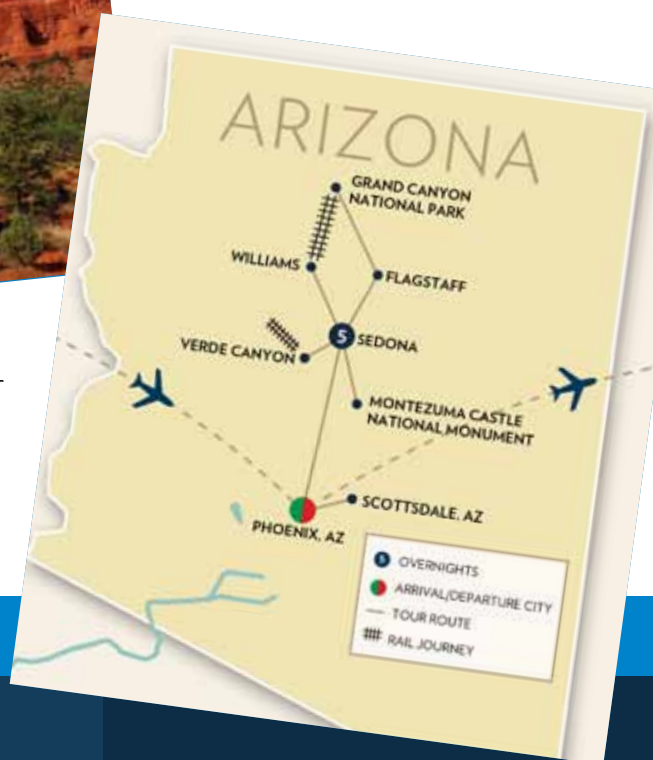 ARIZONA
GRAND CANYON
NATIONAL PARK
WILLIAMS
FLAGSTAFF
5
SEDONA
VERDE CANYON
MONTEZUMA CASTLE
NATIONAL MONUMENT
SCOTTSDALE, AZ
PHOENIX, AZ
5 OVERNIGHTS
ARRIVAL/DEPARTURE CITY
TOUR ROUTE
RAIL JOURNEY